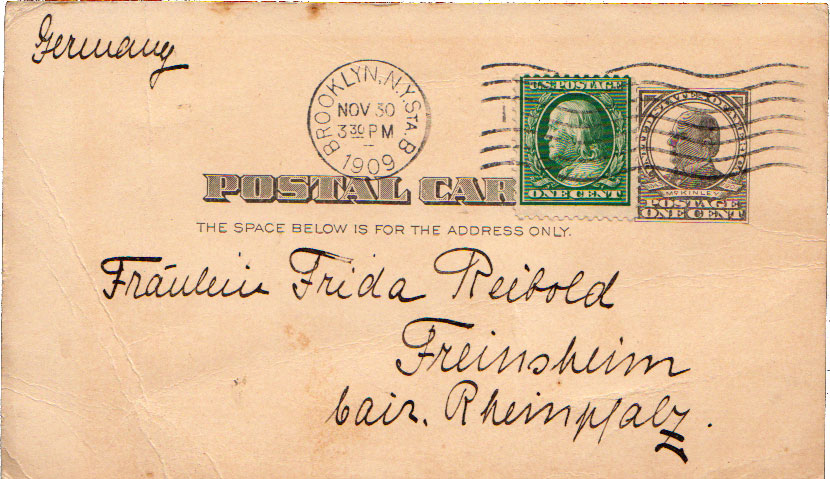 Germany
BROOKLYN, N.Y. STA. B
NOV 30
3 30 PM
1909
U.S. POSTAGE
ONE CENT
McKINLEY
POSTAGE
ONE CENT
POSTAL CAR
THE SPACE BELOW IS FOR THE ADDRESS ONLY.
Fräulein Frida Reibold
Freinsheim
bair. Rheinpfalz.